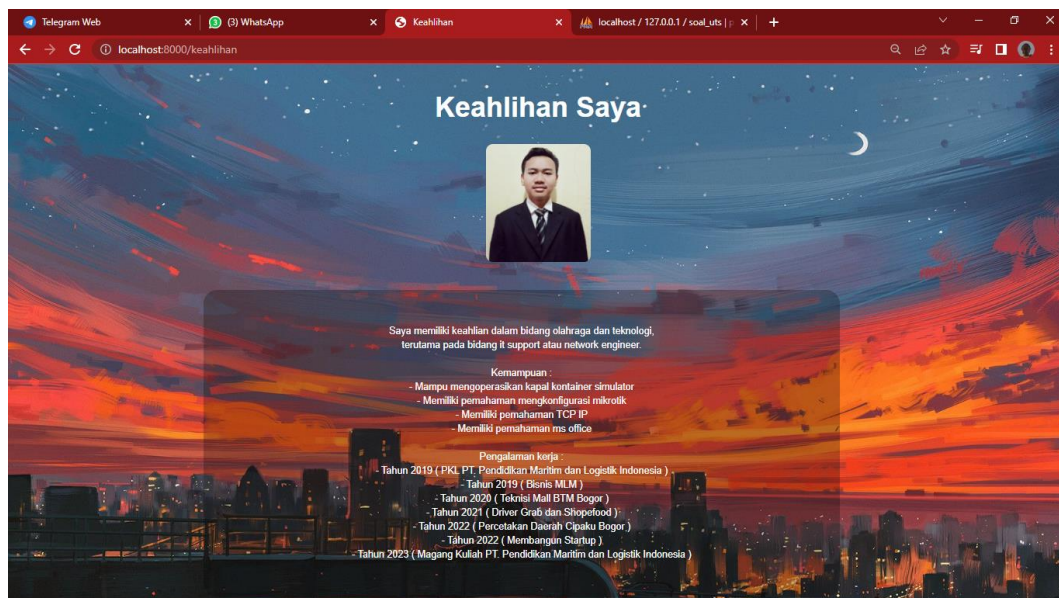 Telegram Web
(3) WhatsApp
Keahlihan
localhost / 127.0.0.1 / soal_uts | p
localhost:8000/keahlihan
Keahlihan Saya
Saya memiliki keahlian dalam bidang olahraga dan teknologi,
terutama pada bidang it support atau network engineer.
Kemampuan :
- Mampu mengoperasikan kapal kontainer simulator
- Memiliki pemahaman mengkonfigurasi mikrotik
- Memiliki pemahaman TCP IP
- Memiliki pemahaman ms office
Pengalaman kerja :
- Tahun 2019 ( PKL PT. Pendidikan Maritim dan Logistik Indonesia )
- Tahun 2019 ( Bisnis MLM )
- Tahun 2020 ( Teknisi Mall BTM Bogor )
- Tahun 2021 ( Driver Grab dan Shopefood )
- Tahun 2022 ( Percetakan Daerah Cipaku Bogor )
- Tahun 2022 ( Membangun Startup )
- Tahun 2023 ( Magang Kuliah PT. Pendidikan Maritim dan Logistik Indonesia )